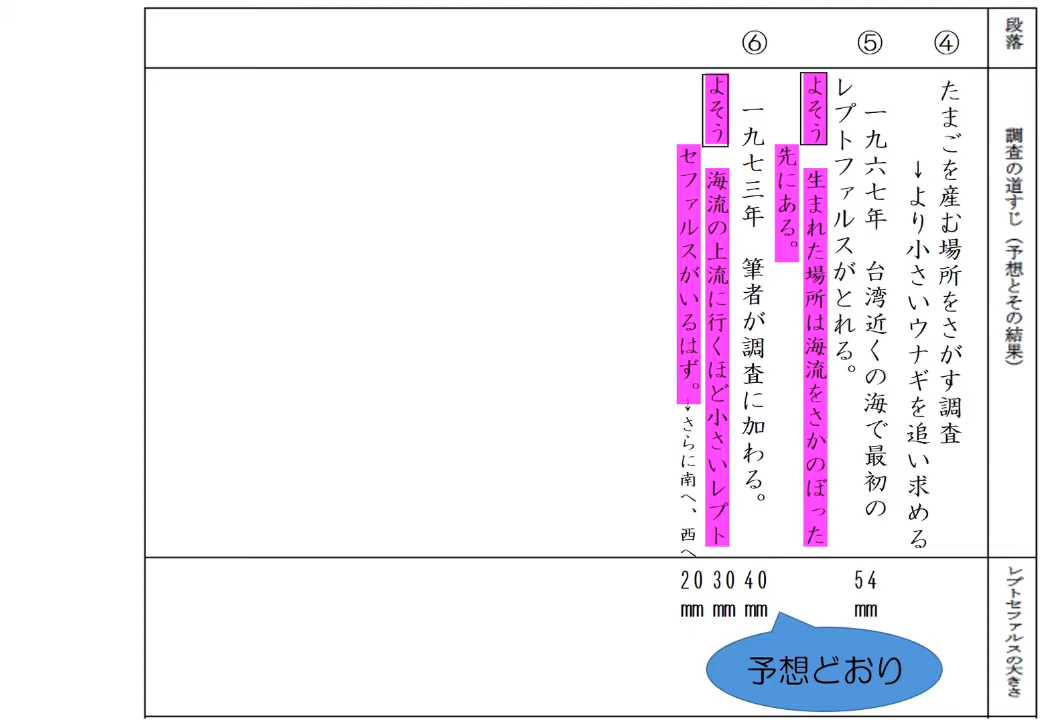 段落
調査の道すじ（予想とその結果）
レプトセファルスの大きさ
④
たまごを産む場所をさがす調査
↓より小さいウナギを追い求める
⑤
一九六七年　台湾近くの海で最初の
レプトファルスがとれる。
よそう　生まれた場所は海流をさかのぼった
先にある。
54mm
⑥
一九七三年　筆者が調査に加わる。
よそう　海流の上流に行くほど小さいレプト
セファルスがいるはず。↓さらに南へ、西へ
40mm
30mm
20mm
予想どおり